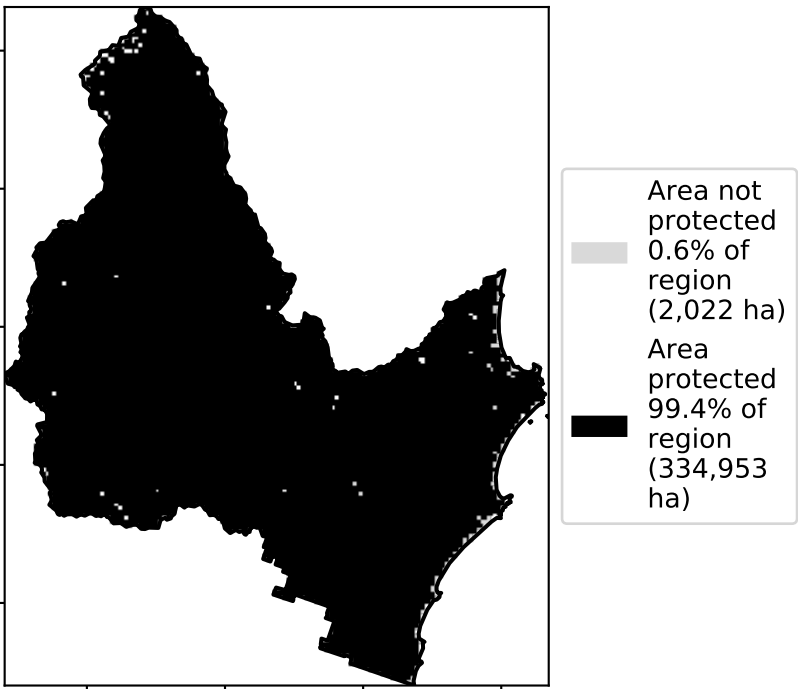 Area not
protected
0.6% of
region
(2,022 ha)
Area
protected
99.4% of
region
(334,953
ha)